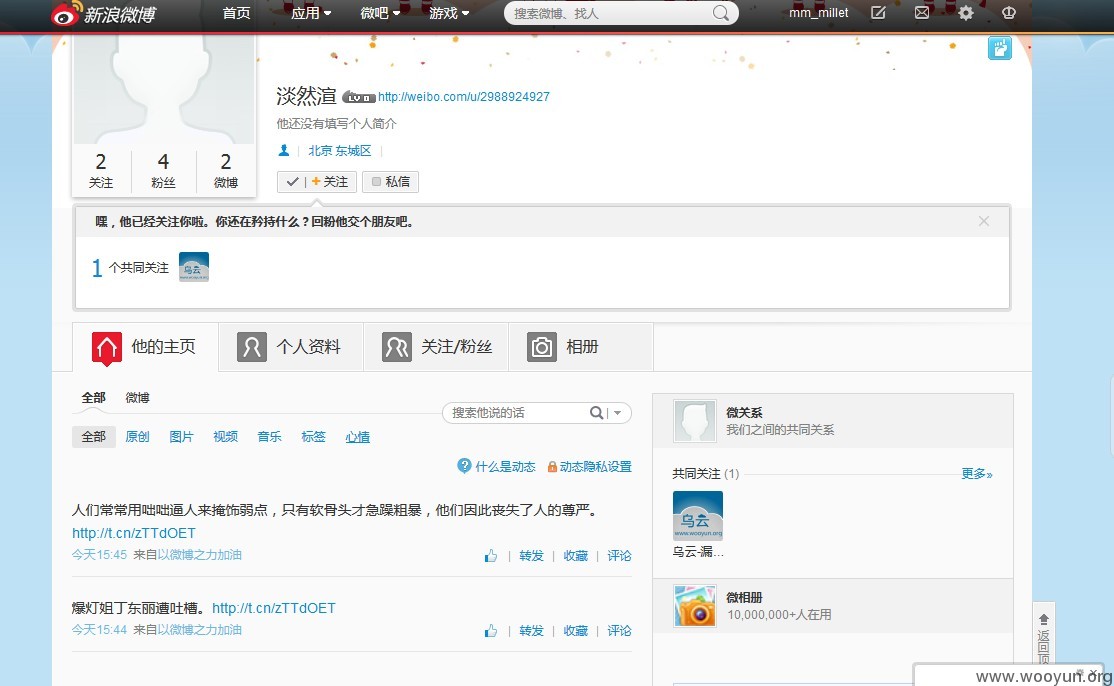 新浪微博 首页 应用 微吧 游戏 搜索微博、找人 mm_millet
淡然渲 http://weibo.com/u/2988924927
他还没有填写个人简介
北京 东城区
2 4 2
关注 粉丝 微博
+关注 私信
嘿，他已经关注你啦。你还在矜持什么？回粉他交个朋友吧。
1 个共同关注 乌云
他的主页 个人资料 关注/粉丝 相册
全部 微博
搜索他说的话
全部 原创 图片 视频 音乐 标签 心情
什么是动态 动态隐私设置
人们常常用咄咄逼人来掩饰弱点，只有软骨头才急躁粗暴，他们因此丧失了人的尊严。
http://t.cn/zTTdOET
今天15:45 来自以微博之力加油
转发 | 收藏 | 评论
爆灯姐丁东丽遭吐槽。http://t.cn/zTTdOET
今天15:44 来自以微博之力加油
转发 | 收藏 | 评论
微关系
我们之间的共同关系
共同关注 (1) 更多»
乌云
www.wooyun.org
乌云-漏...
微相册
10,000,000+人在用
返回顶
www.wooyun.org